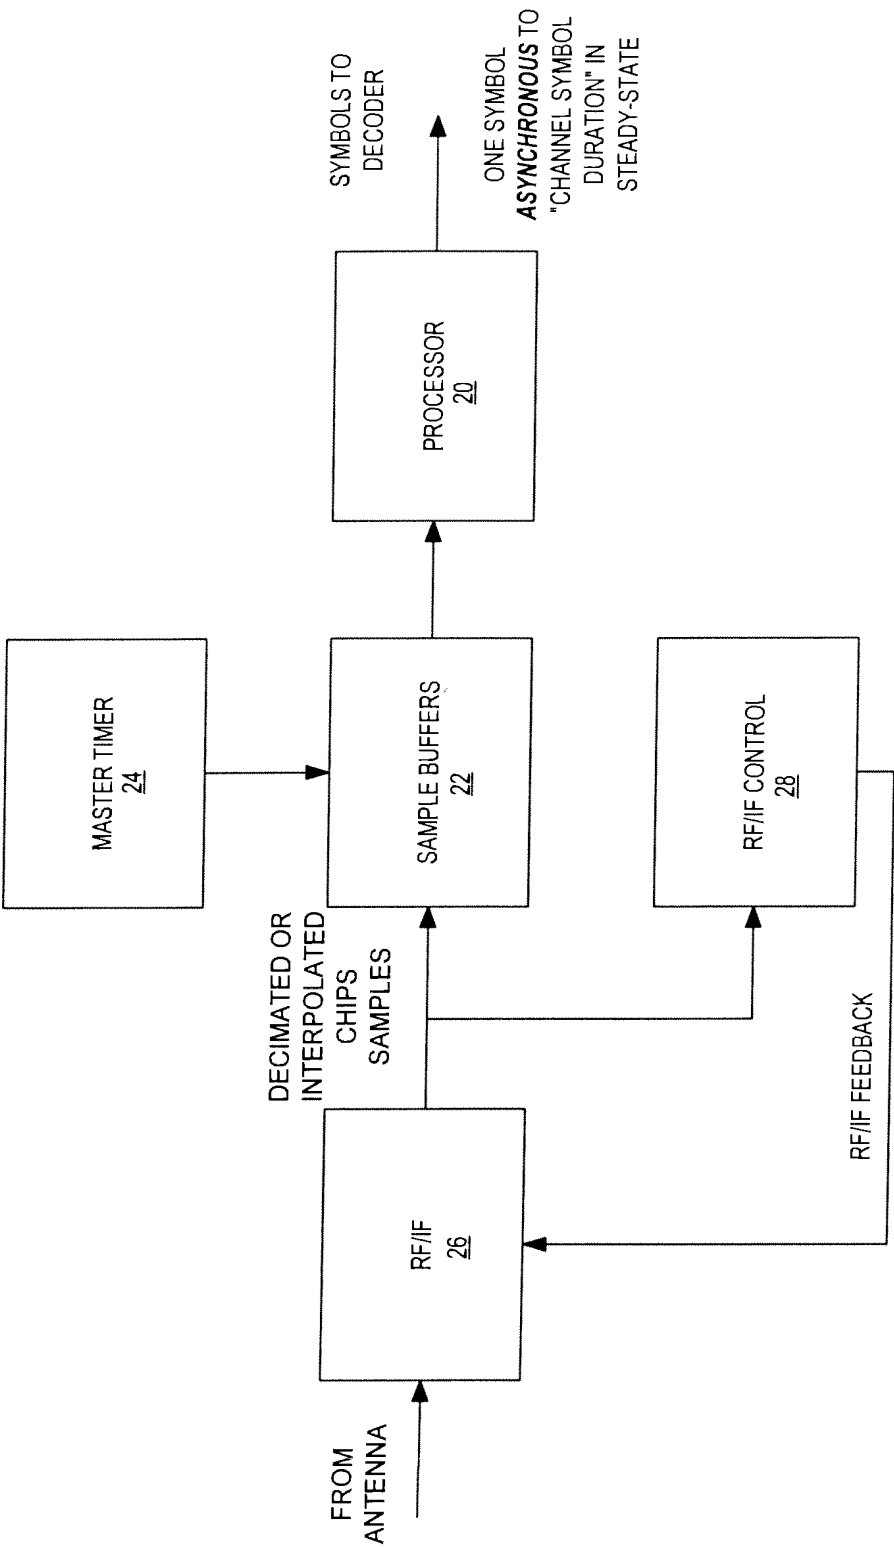 FROM
ANTENNA
RF/IF
26
DECIMATED OR
INTERPOLATED
CHIPS
SAMPLES
MASTER TIMER
24
SAMPLE BUFFERS
22
RF/IF CONTROL
28
RF/IF FEEDBACK
PROCESSOR
20
SYMBOLS TO
DECODER
ONE SYMBOL
ASYNCHRONOUS TO
"CHANNEL SYMBOL
DURATION" IN
STEADY-STATE